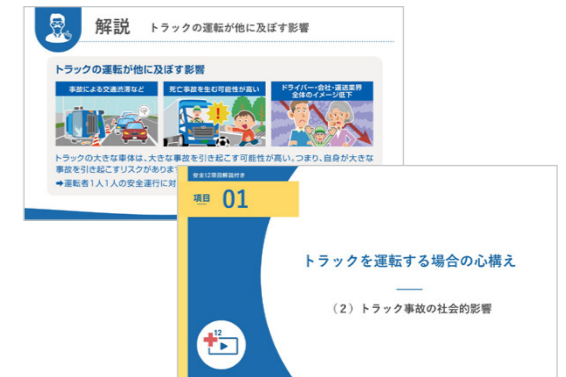 解説 トラックの運転が他に及ぼす影響
トラックの運転が他に及ぼす影響
事故による交通渋滞など
死亡事故を生む可能性が高い
ドライバー・会社・運送業界
全体のイメージ低下
トラックの大きな車体は、大きな事故を引き起こす可能性が高い。つまり、自身が大きな
事故を引き起こすリスクがありま
➡運転者1人1人の安全運行に対
安全12項目解説付き
項目 01
トラックを運転する場合の心構え
(2)トラック事故の社会的影響
12